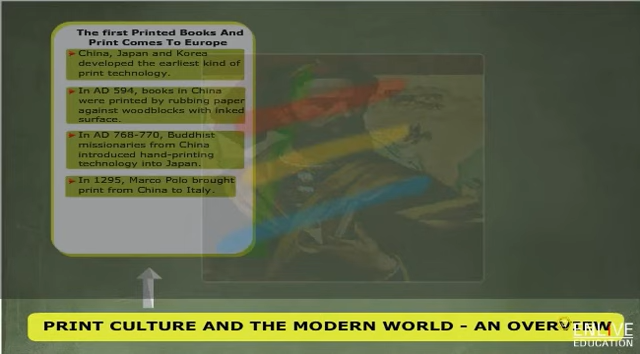 The first Printed Books And
Print Comes To Europe
China, Japan and Korea
developed the earliest kind of
print technology.
In AD 594, books in China
were printed by rubbing paper
against woodblocks with inked
surface.
In AD 768-770, Buddhist
missionaries from China
introduced hand-printing
technology into Japan.
In 1295, Marco Polo brought
print from China to Italy.
PRINT CULTURE AND THE MODERN WORLD - AN OVERVIEW
ENLIVE
EDUCATION